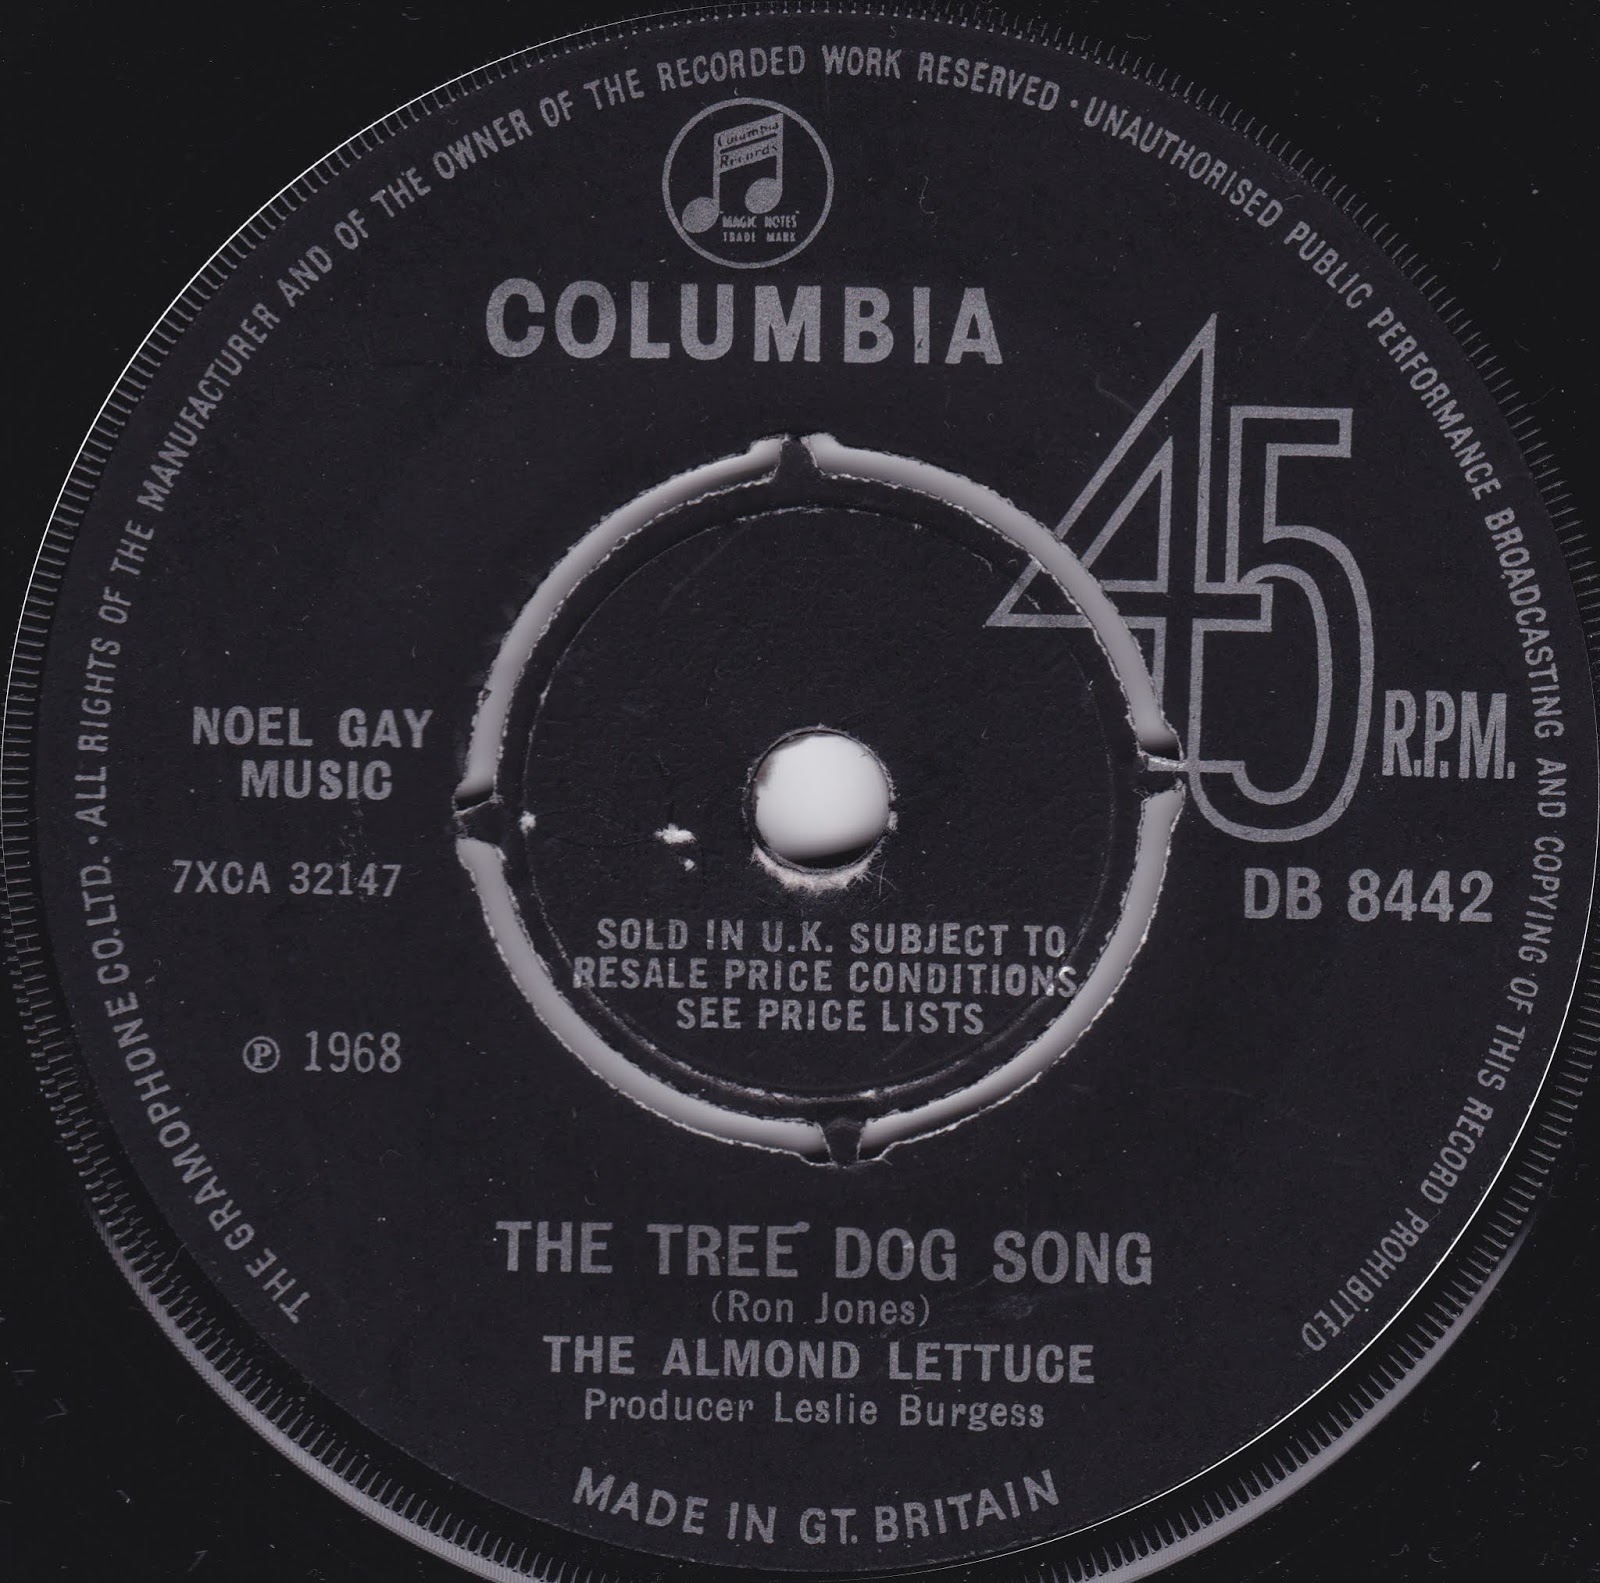 THE GRAMOPHONE CO. LTD. · ALL RIGHTS OF THE MANUFACTURER AND OF THE OWNER OF THE RECORDED WORK RESERVED · UNAUTHORISED PUBLIC PERFORMANCE BROADCASTING AND COPYING OF THIS RECORD PROHIBITED
Columbia
Records
"MAGIC NOTES"
TRADE MARK
COLUMBIA
45
R.P.M.
NOEL GAY
MUSIC
7XCA 32147
DB 8442
SOLD IN U.K. SUBJECT TO
RESALE PRICE CONDITIONS,
SEE PRICE LISTS
℗ 1968
THE TREE DOG SONG
(Ron Jones)
THE ALMOND LETTUCE
Producer Leslie Burgess
MADE IN GT. BRITAIN